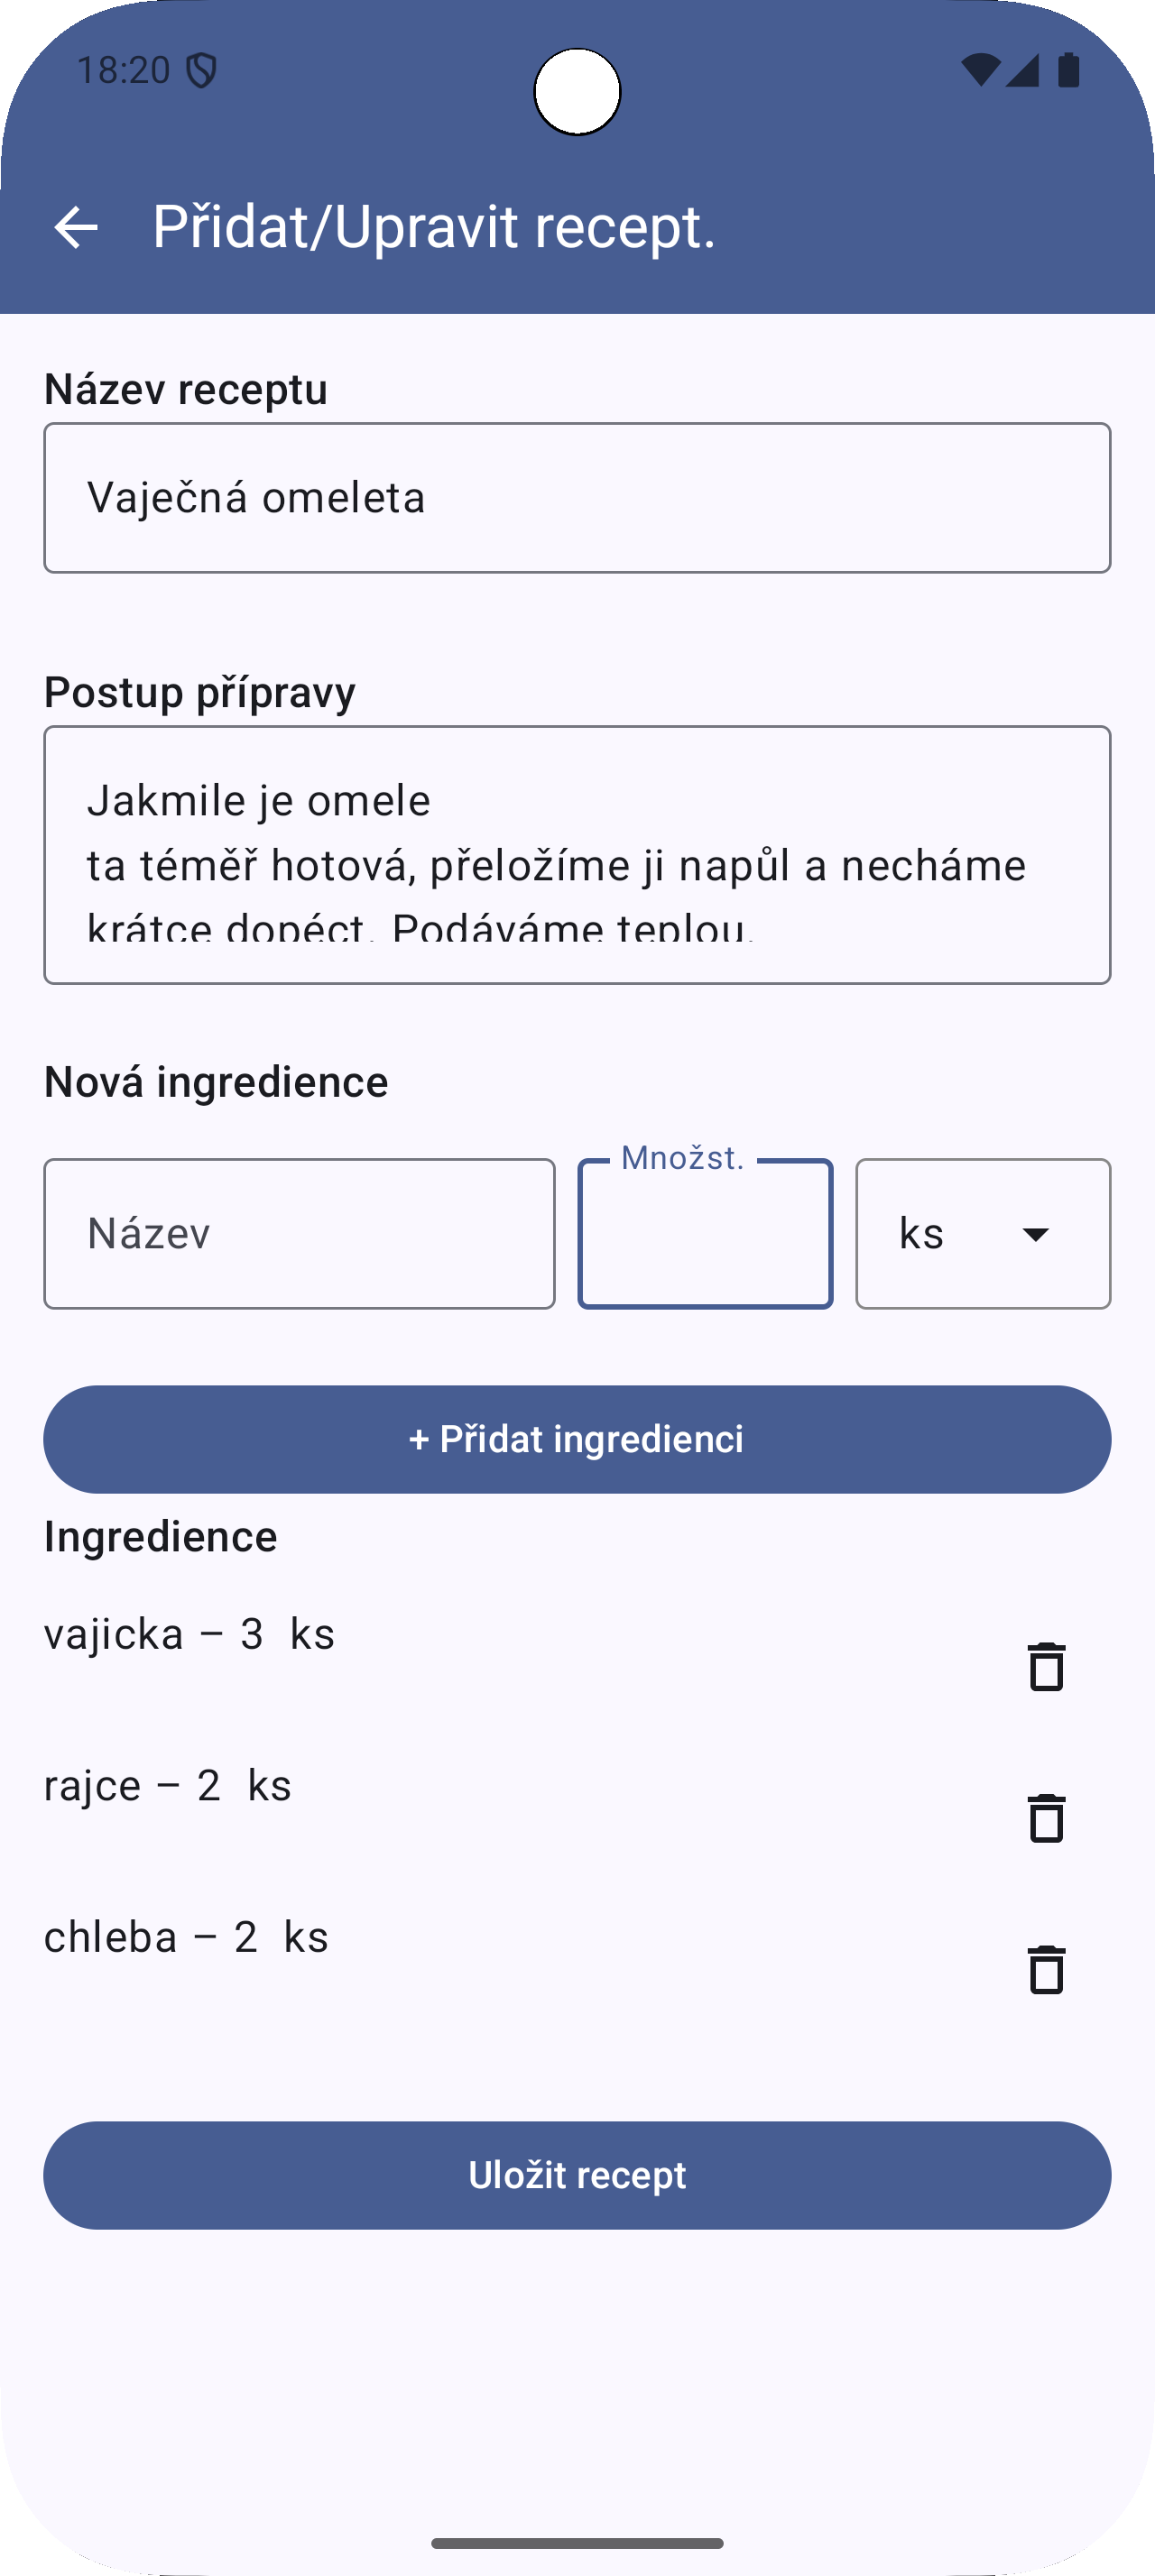 18:20
Přidat/Upravit recept.
Název receptu
Vaječná omeleta
Postup přípravy
Jakmile je omele
ta téměř hotová, přeložíme ji napůl a necháme
krátce dopéct. Podáváme teplou.
Nová ingredience
Název
Množst.
ks
+ Přidat ingredienci
Ingredience
vajicka – 3  ks
rajce – 2  ks
chleba – 2  ks
Uložit recept